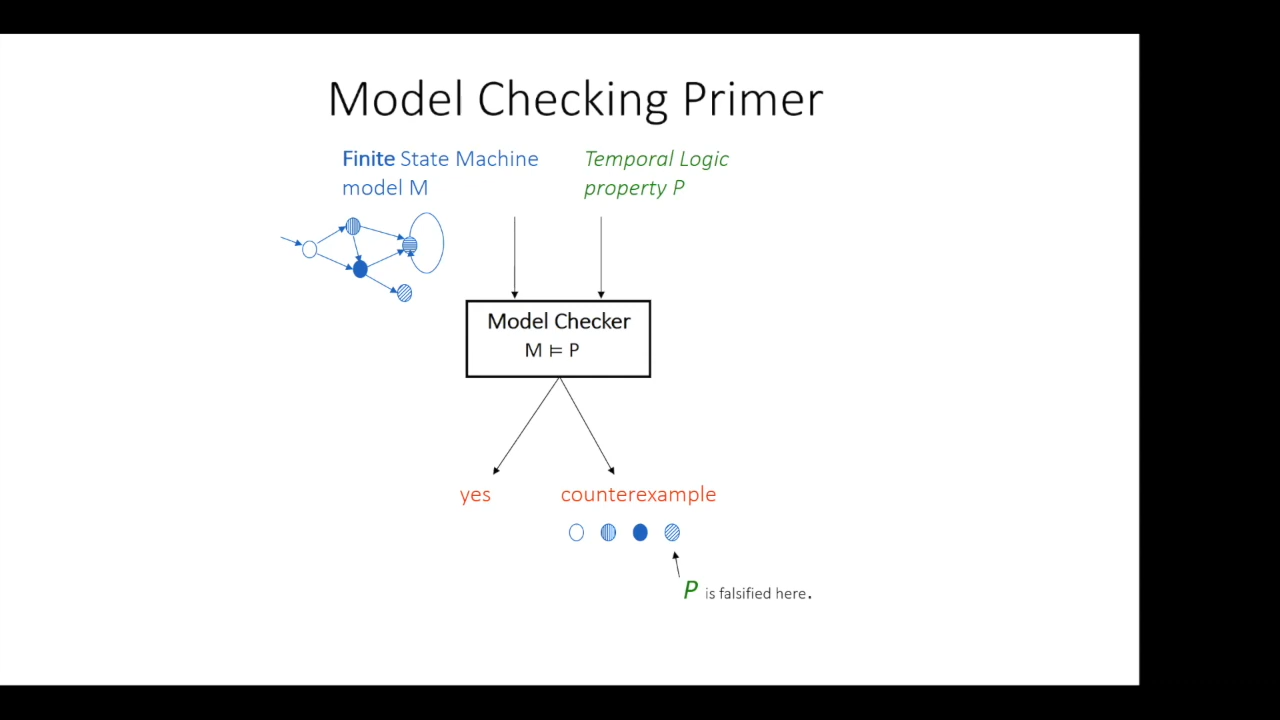 Model Checking Primer
Finite State Machine
model M
Temporal Logic
property P
Model Checker
M ⊨ P
yes
counterexample
P is falsified here.